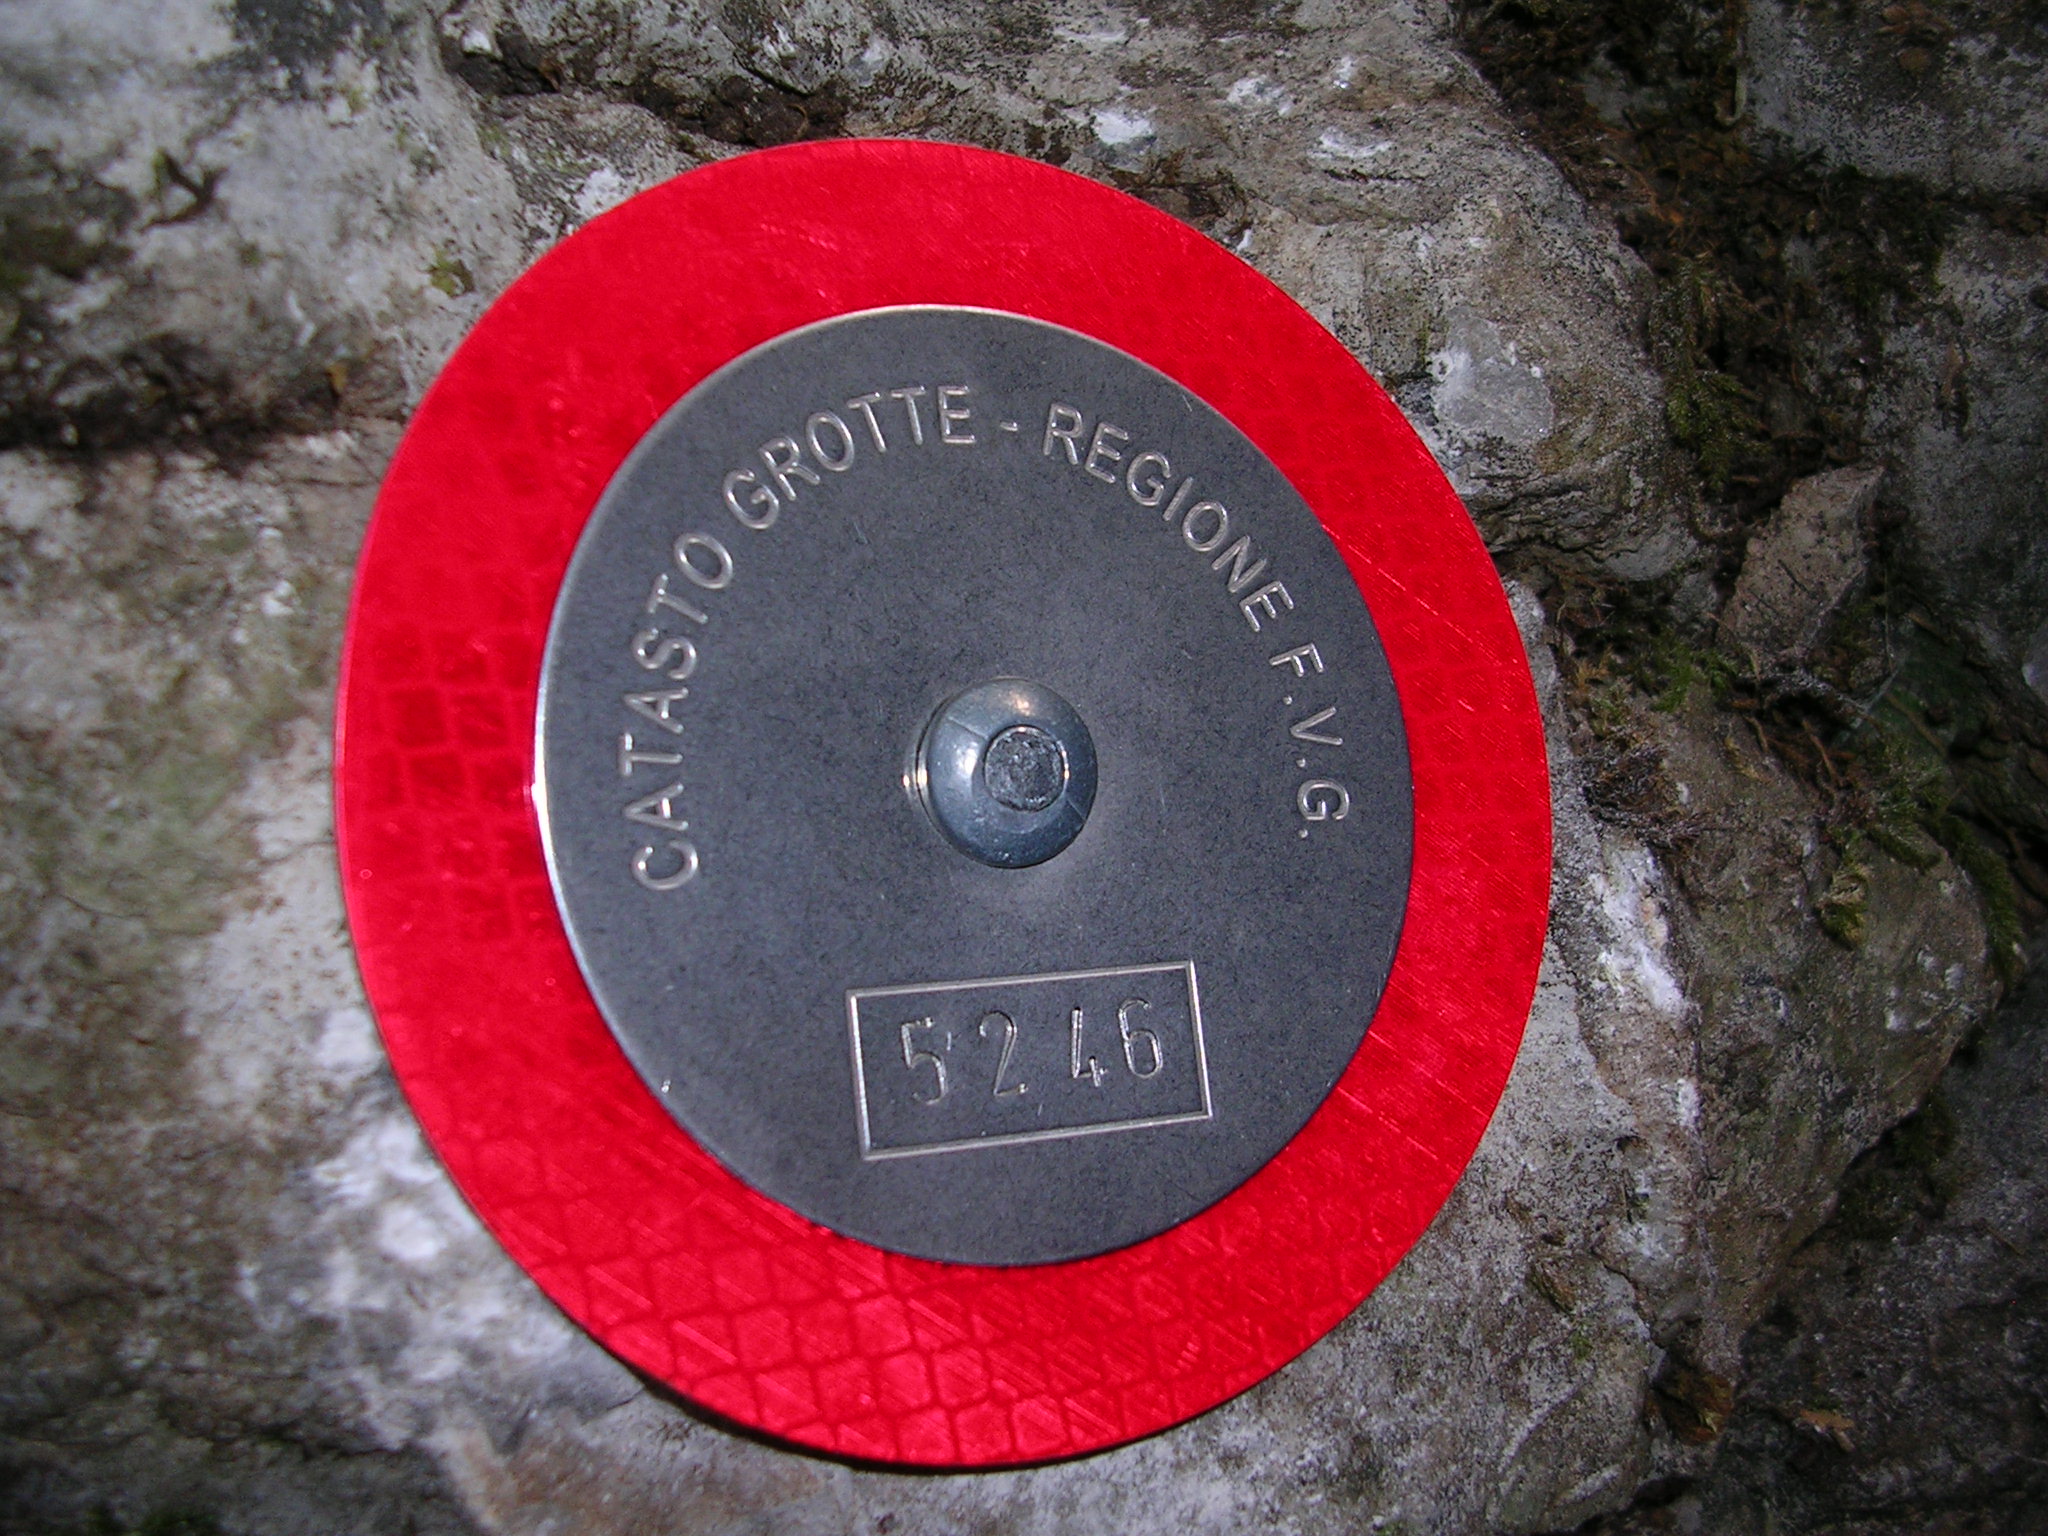 CATASTO GROTTE - REGIONE F.V.G.
5246